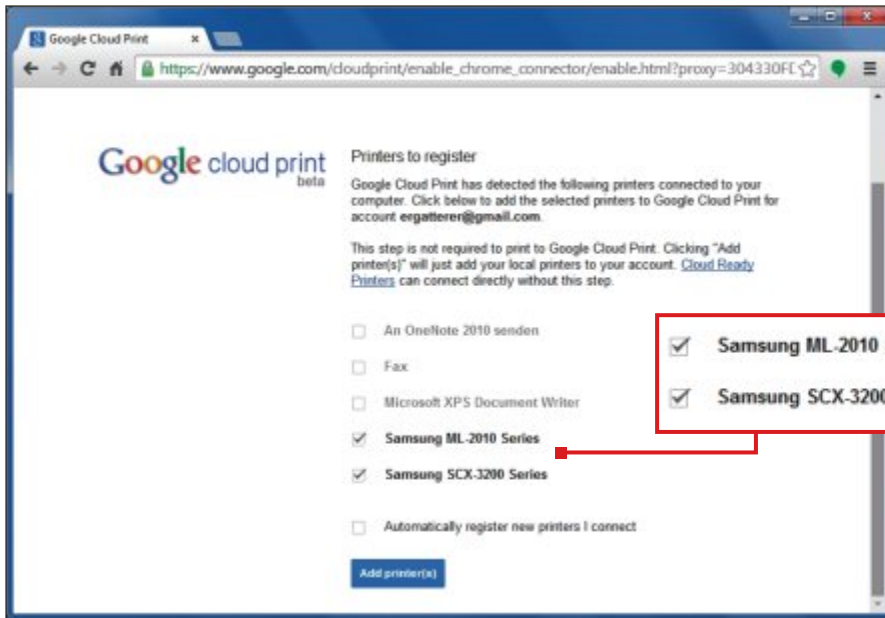 Google Cloud Print
https://www.google.com/cloudprint/enable_chrome_connector/enable.html?proxy=304330FE
Google cloud print
beta
Printers to register
Google Cloud Print has detected the following printers connected to your
computer. Click below to add the selected printers to Google Cloud Print for
account ergatterer@gmail.com.
This step is not required to print to Google Cloud Print. Clicking "Add
printer(s)" will just add your local printers to your account. Cloud Ready
Printers can connect directly without this step.
An OneNote 2010 senden
Fax
Microsoft XPS Document Writer
Samsung ML-2010 Series
Samsung SCX-3200 Series
Samsung ML-2010
Samsung SCX-3200
Automatically register new printers I connect
Add printer(s)